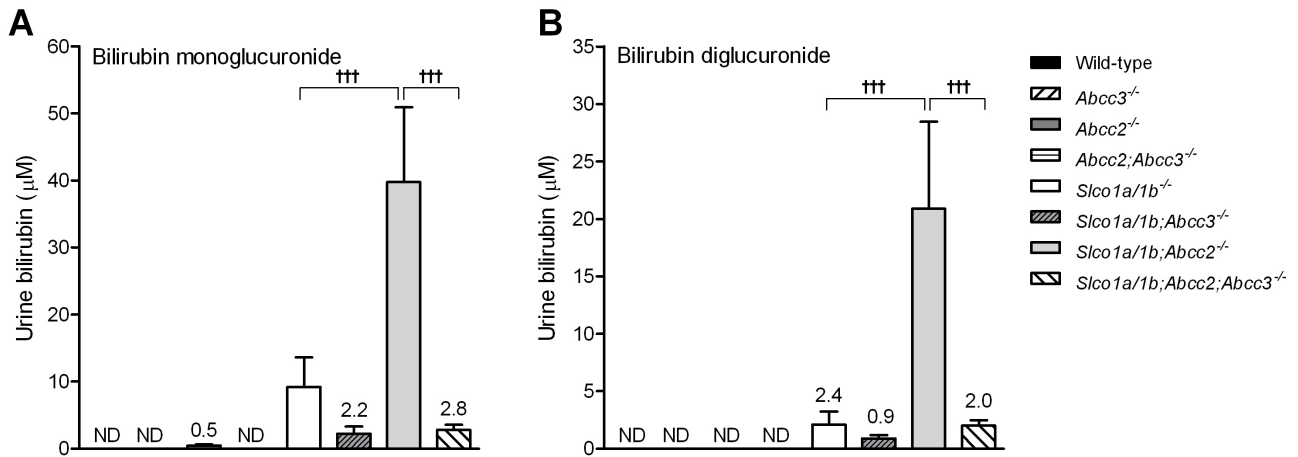 A
Bilirubin monoglucuronide
†††
†††
Urine bilirubin (μM)
60
50
40
30
20
10
0
ND
ND
0.5
ND
2.2
2.8
B
Bilirubin diglucuronide
†††
†††
Urine bilirubin (μM)
35
30
25
20
15
10
5
0
ND
ND
ND
ND
2.4
0.9
2.0
Wild-type
Abcc3-/-
Abcc2-/-
Abcc2;Abcc3-/-
Slco1a/1b-/-
Slco1a/1b;Abcc3-/-
Slco1a/1b;Abcc2-/-
Slco1a/1b;Abcc2;Abcc3-/-